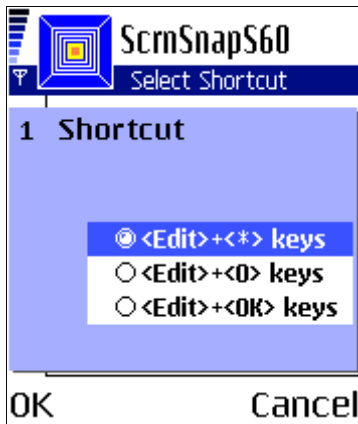 ScrnSnapS60
Select Shortcut
1 Shortcut
<Edit>+<*> keys
<Edit>+<0> keys
<Edit>+<OK> keys
OK Cancel